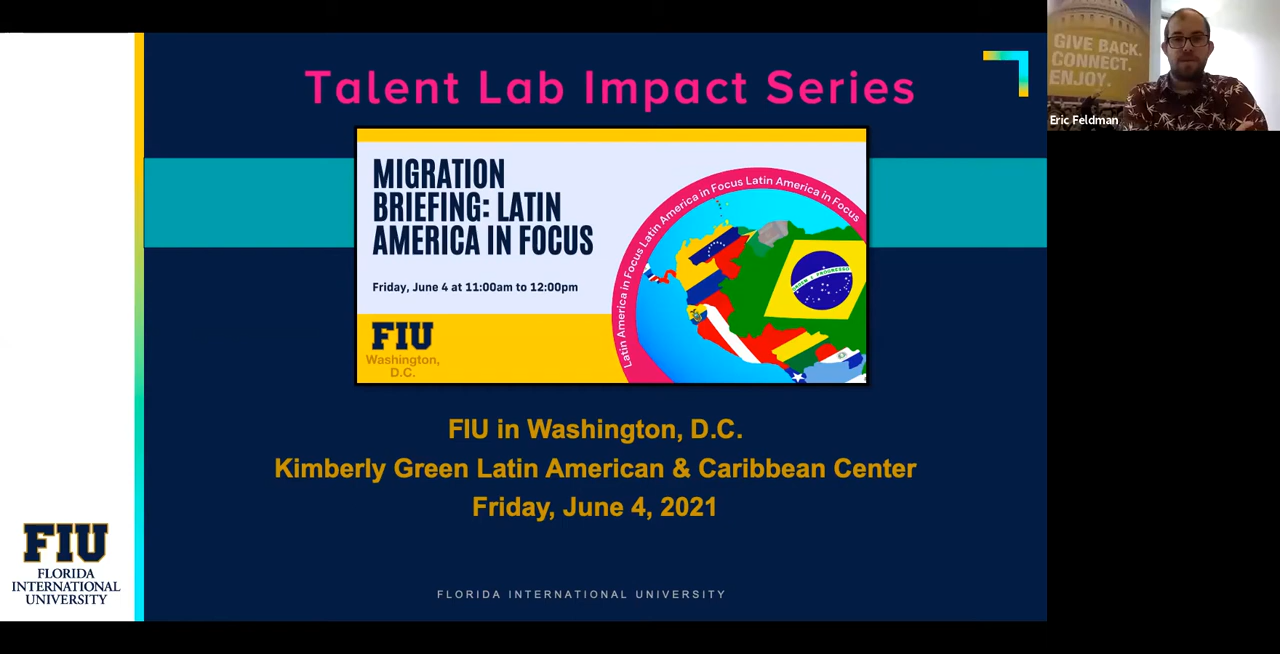 Talent Lab Impact Series
MIGRATION
BRIEFING: LATIN
AMERICA IN FOCUS
Friday, June 4 at 11:00am to 12:00pm
FIU
Washington,
D.C.
Latin America in Focus Latin America in Focus Latin America in Focus
FIU in Washington, D.C.
Kimberly Green Latin American & Caribbean Center
Friday, June 4, 2021
FLORIDA INTERNATIONAL UNIVERSITY
FIU
FLORIDA
INTERNATIONAL
UNIVERSITY
GIVE BACK.
CONNECT.
ENJOY.
Eric Feldman